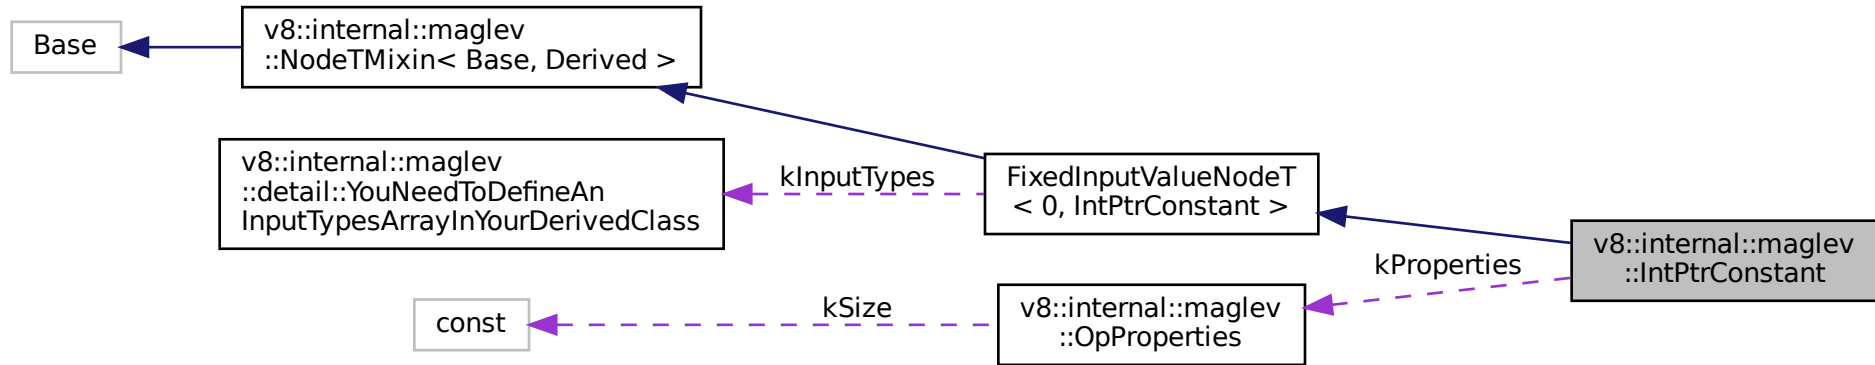 Base
v8::internal::maglev
::NodeTMixin< Base, Derived >
v8::internal::maglev
::detail::YouNeedToDefineAn
InputTypesArrayInYourDerivedClass
kInputTypes
FixedInputValueNodeT
< 0, IntPtrConstant >
v8::internal::maglev
::IntPtrConstant
kProperties
const
kSize
v8::internal::maglev
::OpProperties